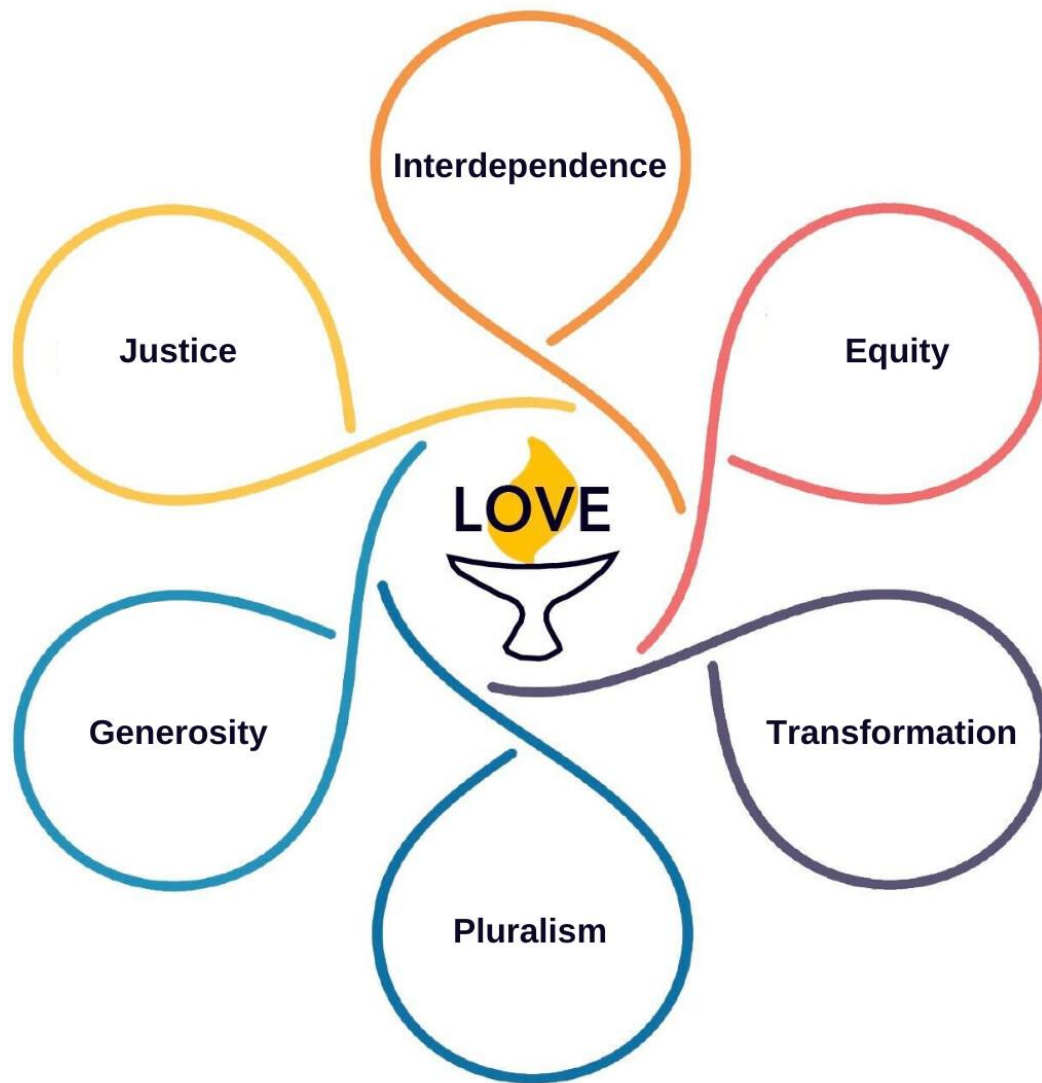 Interdependence
Justice
Equity
LOVE
Generosity
Transformation
Pluralism